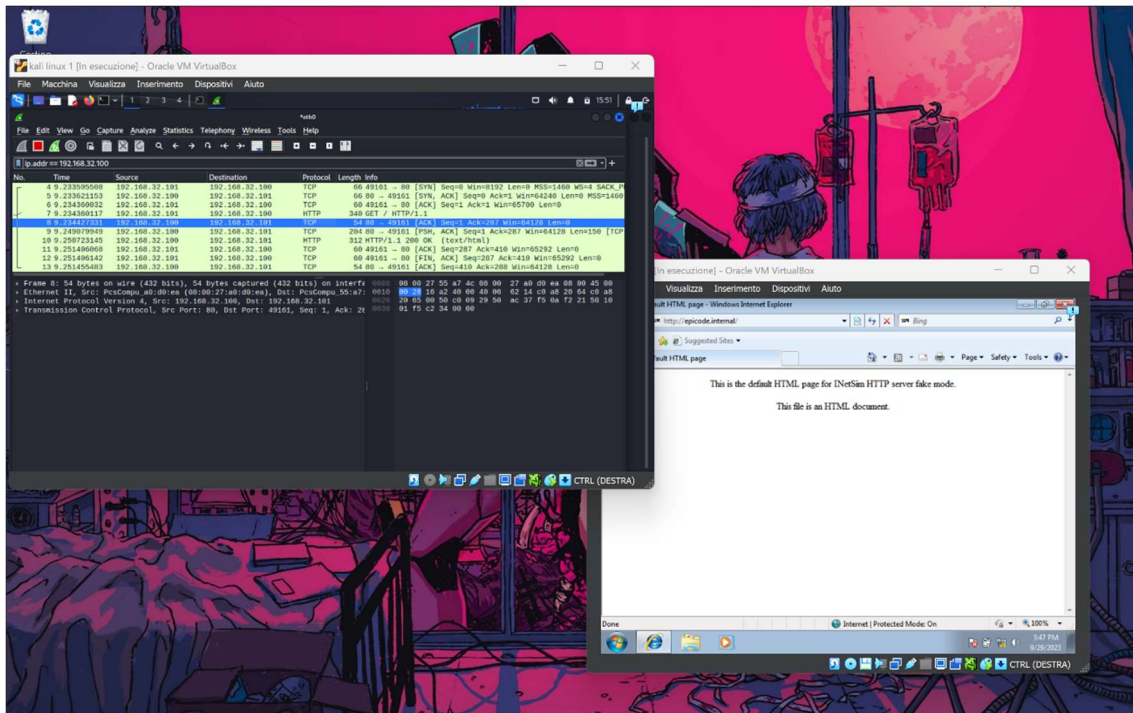 Cestino
kali linux 1 [In esecuzione] - Oracle VM VirtualBox
File Macchina Visualizza Inserimento Dispositivi Aiuto
1 2 3 4
15:51
*eth0
File Edit View Go Capture Analyze Statistics Telephony Wireless Tools Help
ip.addr == 192.168.32.100
No. Time Source Destination Protocol Length Info
4 9.233595508 192.168.32.101 192.168.32.100 TCP 66 49161 → 80 [SYN] Seq=0 Win=8192 Len=0 MSS=1460 WS=4 SACK_P
5 9.233621153 192.168.32.100 192.168.32.101 TCP 66 80 → 49161 [SYN, ACK] Seq=0 Ack=1 Win=64240 Len=0 MSS=1460
6 9.234360032 192.168.32.101 192.168.32.100 TCP 60 49161 → 80 [ACK] Seq=1 Ack=1 Win=65700 Len=0
7 9.234360117 192.168.32.101 192.168.32.100 HTTP 340 GET / HTTP/1.1
8 9.234427331 192.168.32.100 192.168.32.101 TCP 54 80 → 49161 [ACK] Seq=1 Ack=287 Win=64128 Len=0
9 9.249079949 192.168.32.100 192.168.32.101 TCP 204 80 → 49161 [PSH, ACK] Seq=1 Ack=287 Win=64128 Len=150 [TCP
10 9.250723145 192.168.32.100 192.168.32.101 HTTP 312 HTTP/1.1 200 OK (text/html)
11 9.251406068 192.168.32.101 192.168.32.100 TCP 60 49161 → 80 [ACK] Seq=287 Ack=410 Win=65292 Len=0
12 9.251406142 192.168.32.101 192.168.32.100 TCP 60 49161 → 80 [FIN, ACK] Seq=287 Ack=410 Win=65292 Len=0
13 9.251455483 192.168.32.100 192.168.32.101 TCP 54 80 → 49161 [ACK] Seq=410 Ack=288 Win=64128 Len=0
Frame 8: 54 bytes on wire (432 bits), 54 bytes captured (432 bits) on interfa
Ethernet II, Src: PcsCompu_a0:d9:ea (08:00:27:a0:d9:ea), Dst: PcsCompu_55:a7:
Internet Protocol Version 4, Src: 192.168.32.100, Dst: 192.168.32.101
Transmission Control Protocol, Src Port: 80, Dst Port: 49161, Seq: 1, Ack: 28
0000 08 00 27 55 a7 4c 08 00 27 a0 d9 ea 08 00 45 00
0010 00 28 16 a2 40 00 40 06 62 14 c0 a8 20 64 c0 a8
0020 20 65 00 50 c0 09 29 50 ac 37 f5 0a f2 21 50 10
0030 01 f5 c2 34 00 00
CTRL (DESTRA)
[In esecuzione] - Oracle VM VirtualBox
Visualizza Inserimento Dispositivi Aiuto
ault HTML page - Windows Internet Explorer
http://epicode.internal/
Bing
Suggested Sites
ault HTML page
Page Safety Tools
This is the default HTML page for INetSim HTTP server fake mode.
This file is an HTML document.
Done
Internet | Protected Mode: On
100%
3:47 PM
9/29/2023
CTRL (DESTRA)